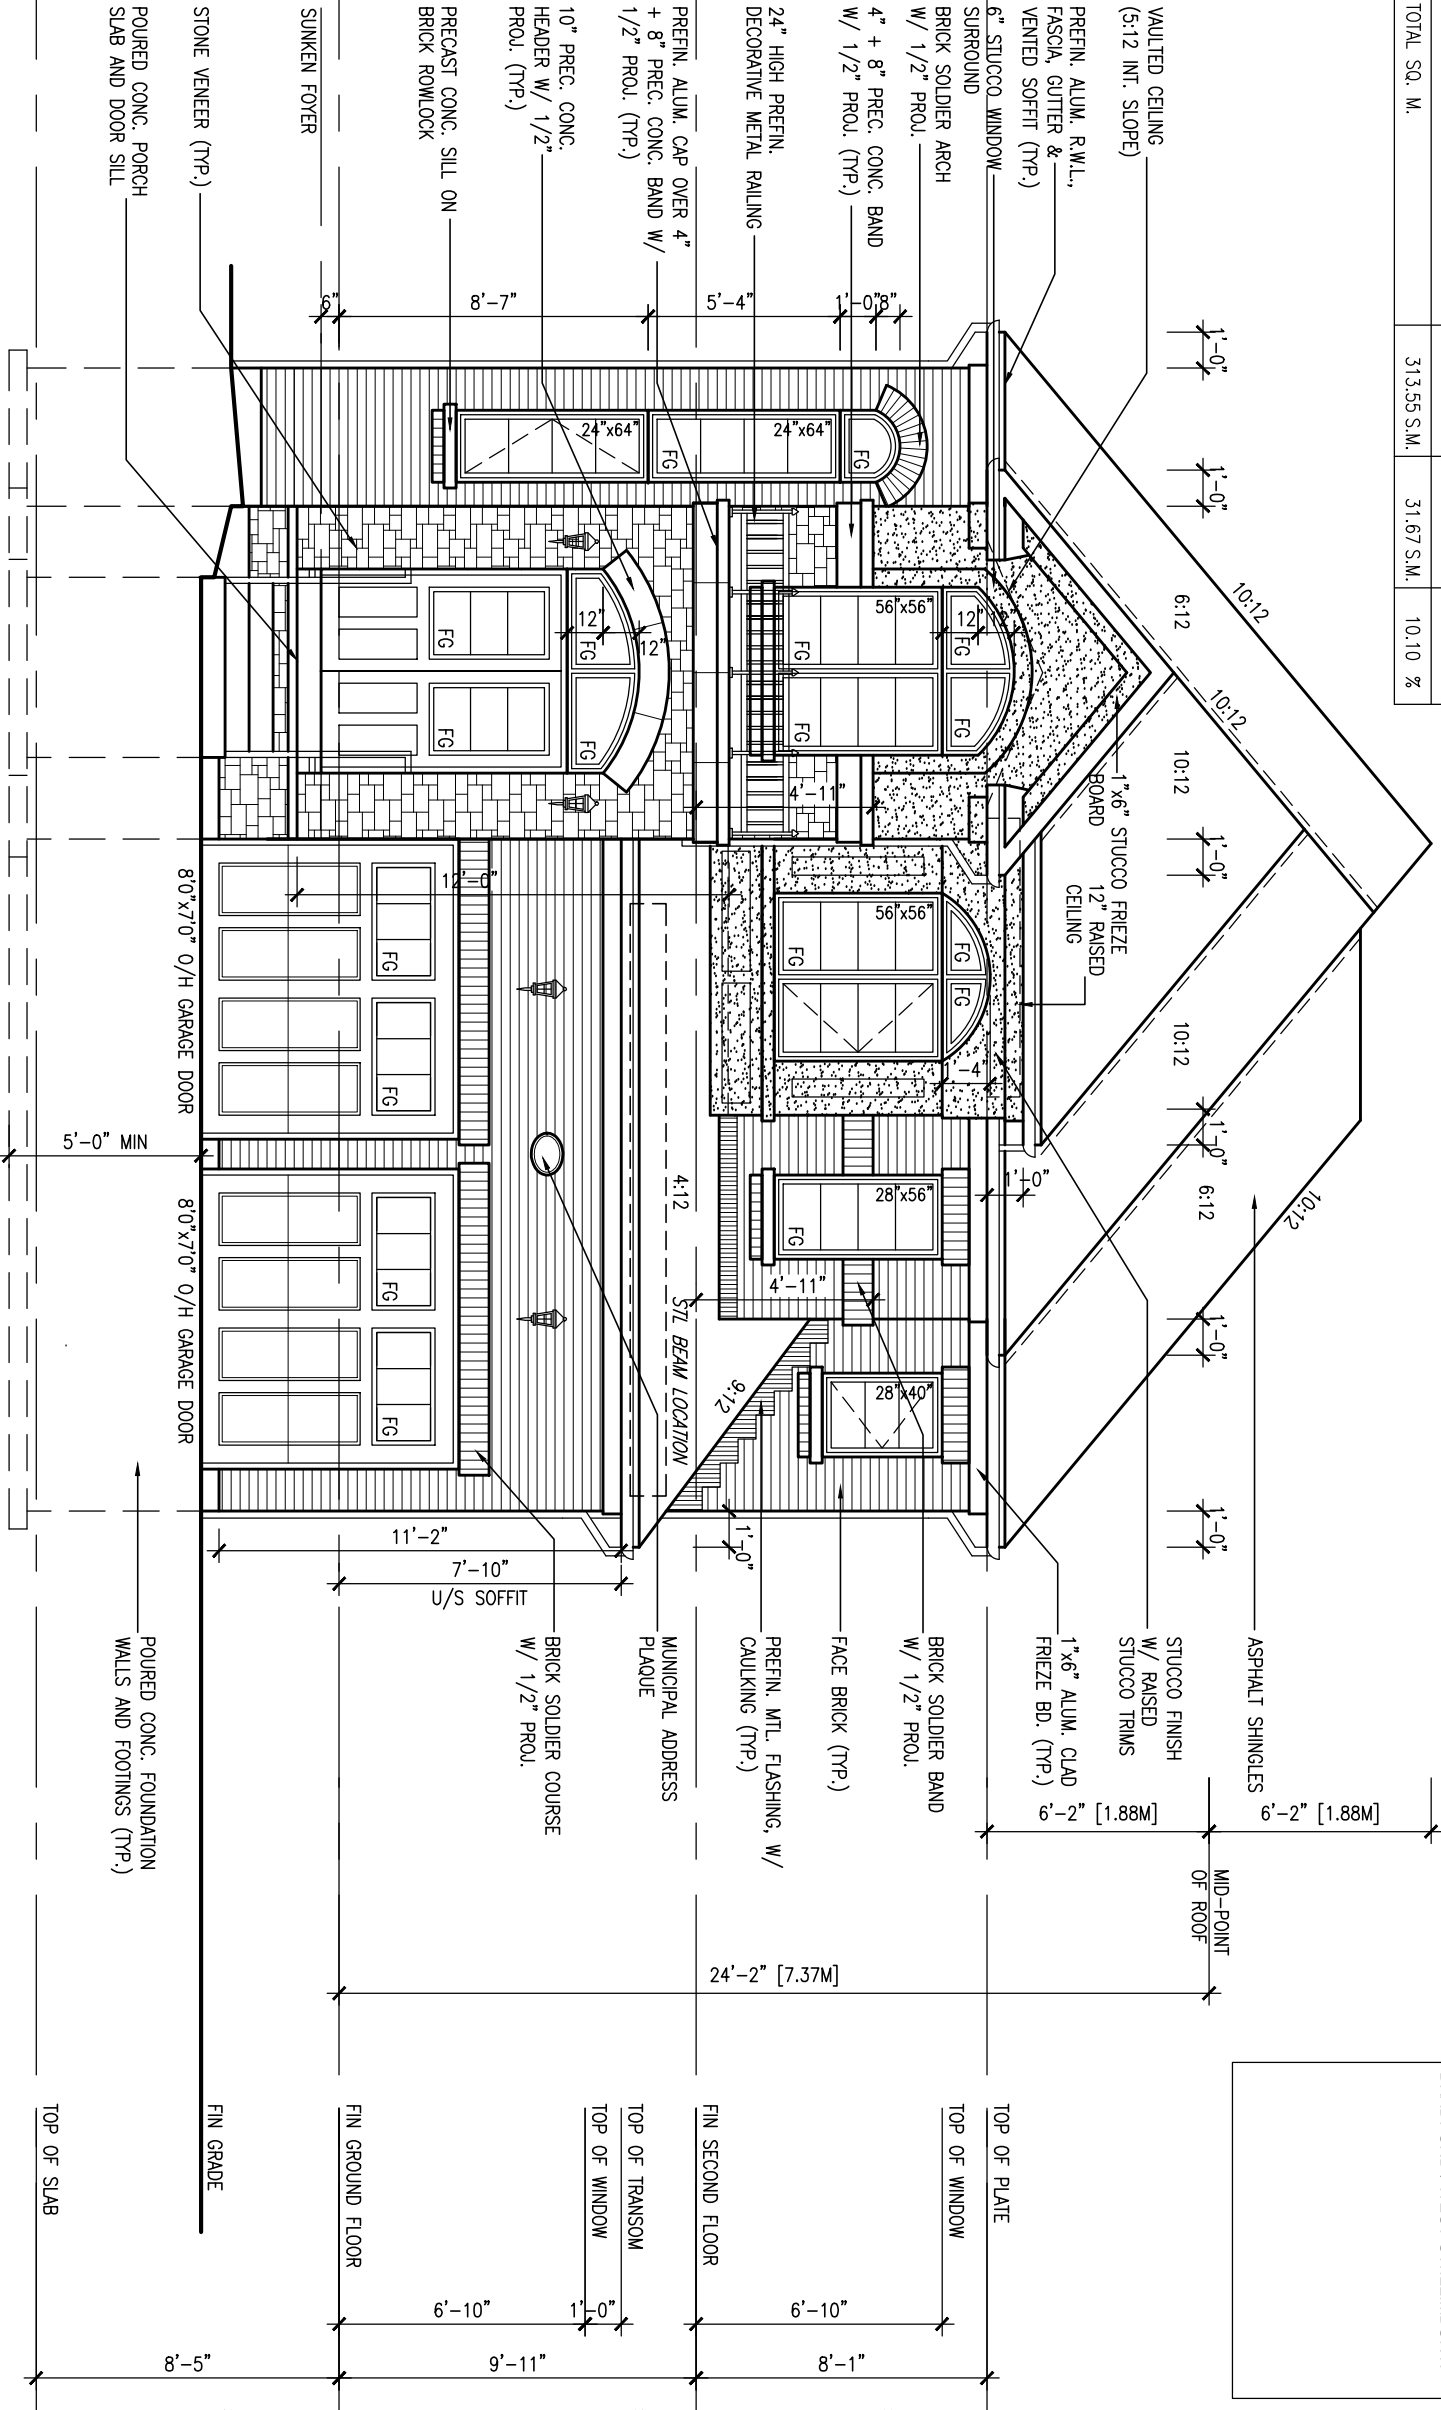 TOTAL SQ. M. 313.55 S.M. 31.67 S.M. 10.10 %
VAULTED CEILING
(5:12 INT. SLOPE)
PREFIN. ALUM. R.W.L.,
FASCIA, GUTTER &
VENTED SOFFIT (TYP.)
6" STUCCO WINDOW
SURROUND
BRICK SOLDIER ARCH
W/ 1/2" PROJ.
4" + 8" PREC. CONC. BAND
W/ 1/2" PROJ. (TYP.)
24" HIGH PREFIN.
DECORATIVE METAL RAILING
PREFIN. ALUM. CAP OVER 4"
+ 8" PREC. CONC. BAND W/
1/2" PROJ. (TYP.)
10" PREC. CONC.
HEADER W/ 1/2"
PROJ. (TYP.)
PRECAST CONC. SILL ON
BRICK ROWLOCK
SUNKEN FOYER
STONE VENEER (TYP.)
POURED CONC. PORCH
SLAB AND DOOR SILL
8"
1'-0"
5'-4"
8'-7"
6"
1'-0"
1'-0"
1'-0"
1'-0"
1'-0"
1'-0"
10:12
6:12
10:12
10:12
10:12
6:12
10:12
1"x6" STUCCO FRIEZE
BOARD
12" RAISED
CEILING
24"x64"
24"x64"
FG
FG
56"x56"
12"
12"
FG
FG
FG
FG
12"
12"
FG
FG
FG
FG
4'-11"
12'-0"
56"x56"
FG
FG
FG
1'-4
1'-0"
28"x56"
FG
4'-11"
28"x40"
9:12
4:12
STL BEAM LOCATION
1'-0"
FG
FG
FG
FG
8'0"x7'0" O/H GARAGE DOOR
8'0"x7'0" O/H GARAGE DOOR
5'-0" MIN
11'-2"
7'-10"
U/S SOFFIT
ASPHALT SHINGLES
STUCCO FINISH
W/ RAISED
STUCCO TRIMS
1"x6" ALUM. CLAD
FRIEZE BD. (TYP.)
BRICK SOLDIER BAND
W/ 1/2" PROJ.
FACE BRICK (TYP.)
PREFIN. MTL. FLASHING, W/
CAULKING (TYP.)
MUNICIPAL ADDRESS
PLAQUE
BRICK SOLDIER COURSE
W/ 1/2" PROJ.
POURED CONC. FOUNDATION
WALLS AND FOOTINGS (TYP.)
6'-2" [1.88M]
6'-2" [1.88M]
MID-POINT
OF ROOF
24'-2" [7.37M]
TOP OF PLATE
TOP OF WINDOW
FIN SECOND FLOOR
TOP OF TRANSOM
TOP OF WINDOW
FIN GROUND FLOOR
FIN GRADE
TOP OF SLAB
6'-10"
1'-0"
6'-10"
8'-1"
9'-11"
8'-5"